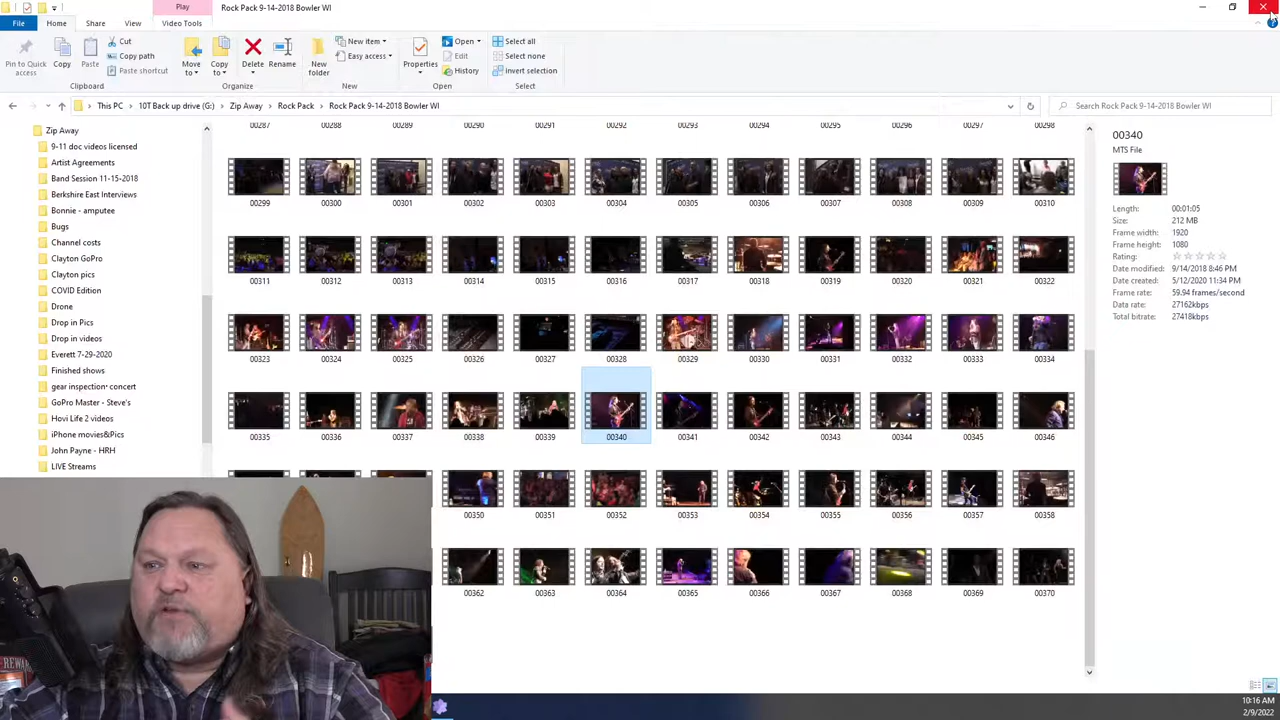 Play
Rock Pack 9-14-2018 Bowler WI
File Home Share View Video Tools
Pin to Quick access
Copy
Paste
Cut
Copy path
Paste shortcut
Clipboard
Move to
Copy to
Delete
Rename
Organize
New folder
New item
Easy access
New
Properties
Open
Edit
History
Open
Select all
Select none
Invert selection
Select
This PC 10T Back up drive (G:) Zip Away Rock Pack Rock Pack 9-14-2018 Bowler WI
Search Rock Pack 9-14-2018 Bowler WI
Zip Away
9-11 doc videos licensed
Artist Agreements
Band Session 11-15-2018
Berkshire East Interviews
Bonnie - amputee
Bugs
Channel costs
Clayton GoPro
Clayton pics
COVID Edition
Drone
Drop in Pics
Drop in videos
Everett 7-29-2020
Finished shows
gear inspection• concert
GoPro Master - Steve's
Hovi Life 2 videos
iPhone movies&Pics
John Payne - HRH
LIVE Streams
00287 00288 00289 00290 00291 00292 00293 00294 00295 00296 00297 00298
00299 00300 00301 00302 00303 00304 00305 00306 00307 00308 00309 00310
00311 00312 00313 00314 00315 00316 00317 00318 00319 00320 00321 00322
00323 00324 00325 00326 00327 00328 00329 00330 00331 00332 00333 00334
00335 00336 00337 00338 00339 00340 00341 00342 00343 00344 00345 00346
00350 00351 00352 00353 00354 00355 00356 00357 00358
00362 00363 00364 00365 00366 00367 00368 00369 00370
00340
MTS File
Length: 00:01:05
Size: 212 MB
Frame width: 1920
Frame height: 1080
Rating:
Date modified: 9/14/2018 8:46 PM
Date created: 5/12/2020 11:34 PM
Frame rate: 59.94 frames/second
Data rate: 27162kbps
Total bitrate: 27418kbps
10:16 AM
2/9/2022